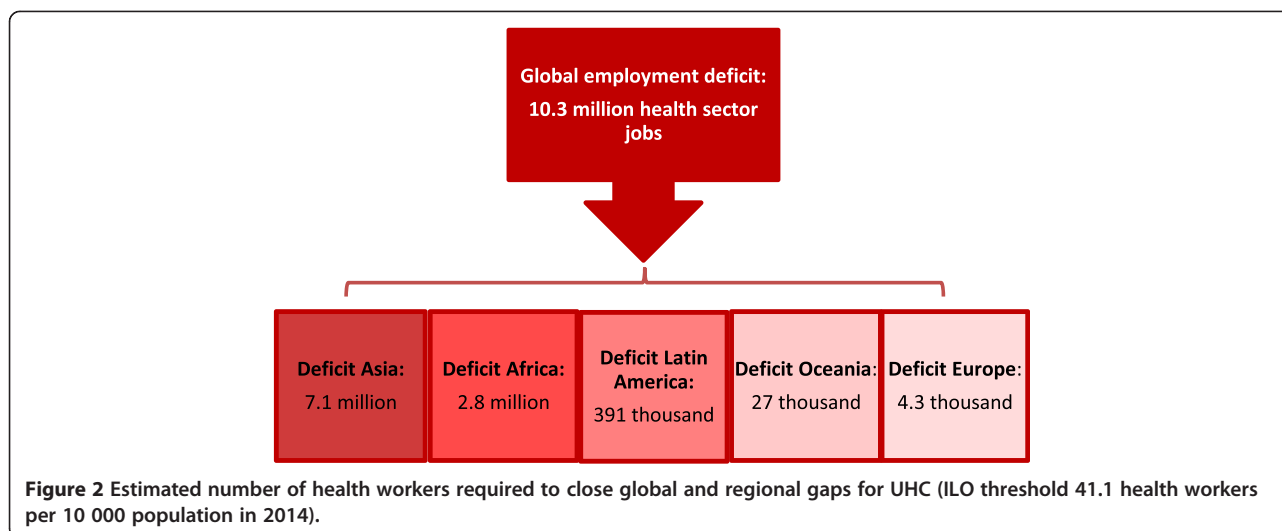 Global employment deficit:
10.3 million health sector
jobs
Deficit Asia:
7.1 million
Deficit Africa:
2.8 million
Deficit Latin
America:
391 thousand
Deficit Oceania:
27 thousand
Deficit Europe:
4.3 thousand
Figure 2 Estimated number of health workers required to close global and regional gaps for UHC (ILO threshold 41.1 health workers
per 10 000 population in 2014).